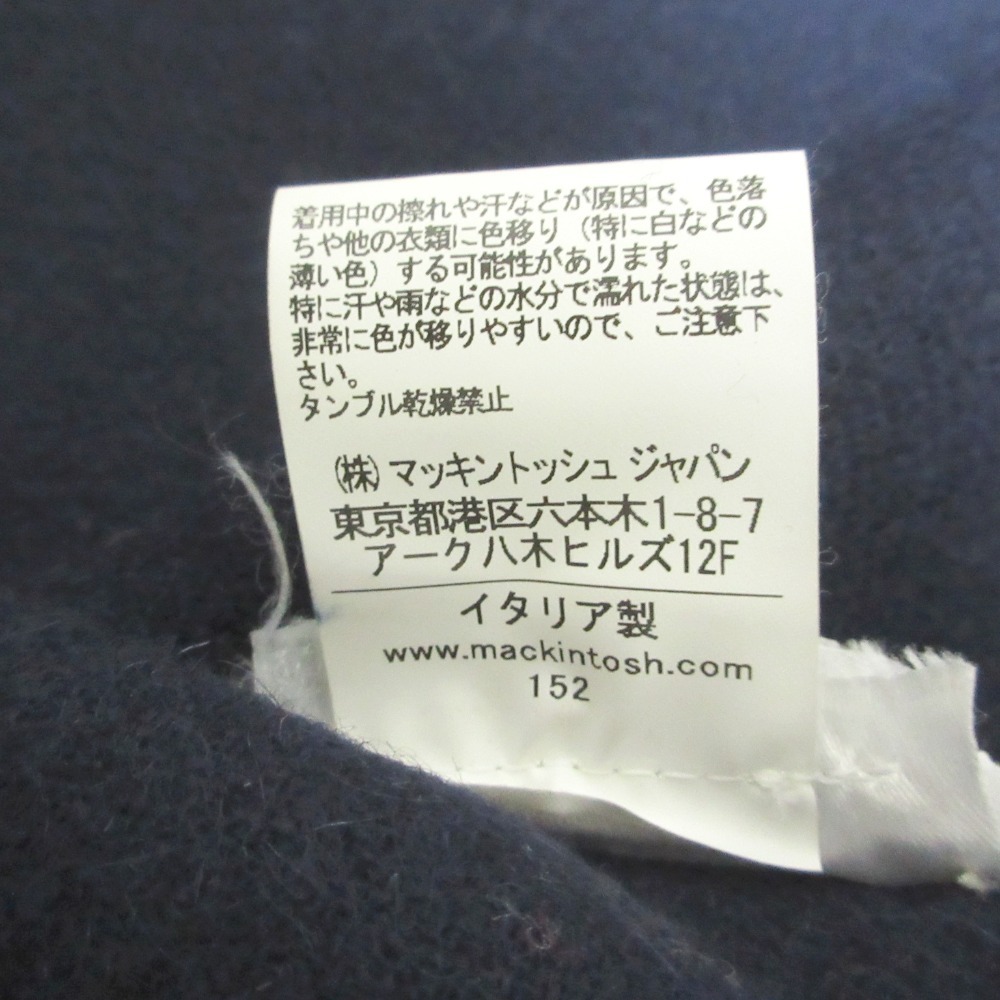 着用中の擦れや汗などが原因で、色落
ちや他の衣類に色移り（特に白などの
薄い色）する可能性があります。
特に汗や雨などの水分で濡れた状態は、
非常に色が移りやすいので、ご注意下
さい。
タンブル乾燥禁止
(株)マッキントッシュ ジャパン
東京都港区六本木1-8-7
アーク八木ヒルズ12F
イタリア製
www.mackintosh.com
152